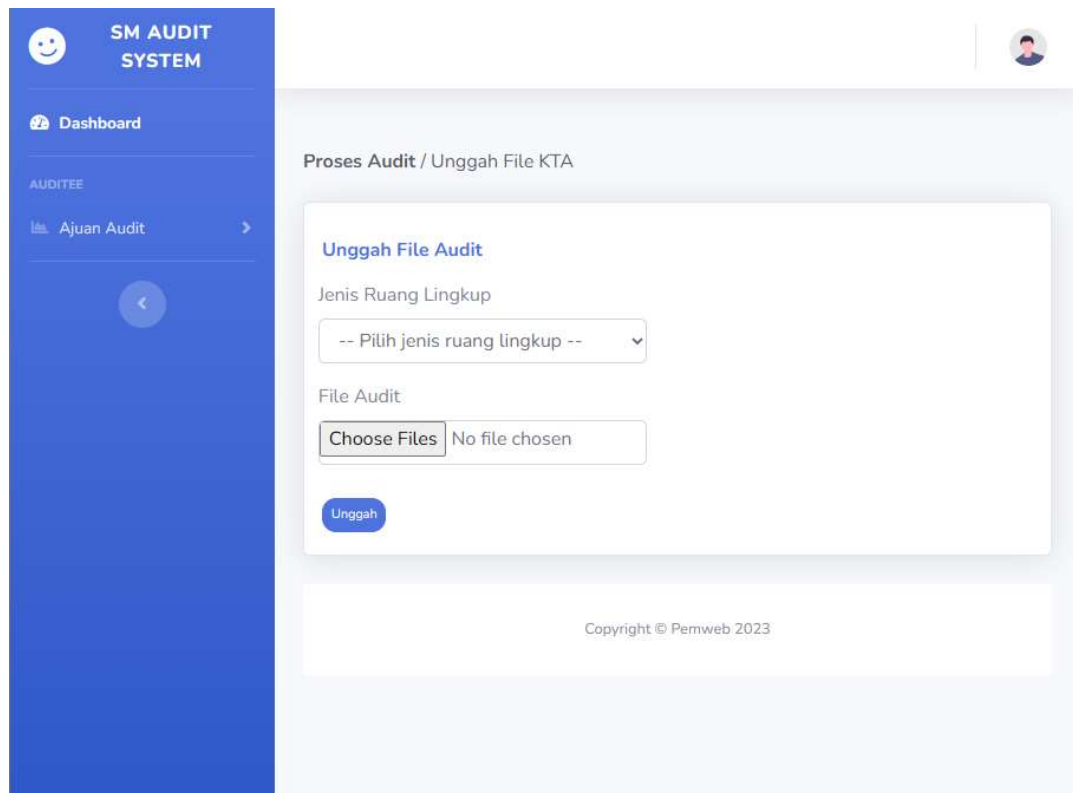 SM AUDIT
SYSTEM
Dashboard
AUDITEE
Ajuan Audit
Proses Audit / Unggah File KTA
Unggah File Audit
Jenis Ruang Lingkup
-- Pilih jenis ruang lingkup --
File Audit
Choose Files No file chosen
Unggah
Copyright © Pemweb 2023